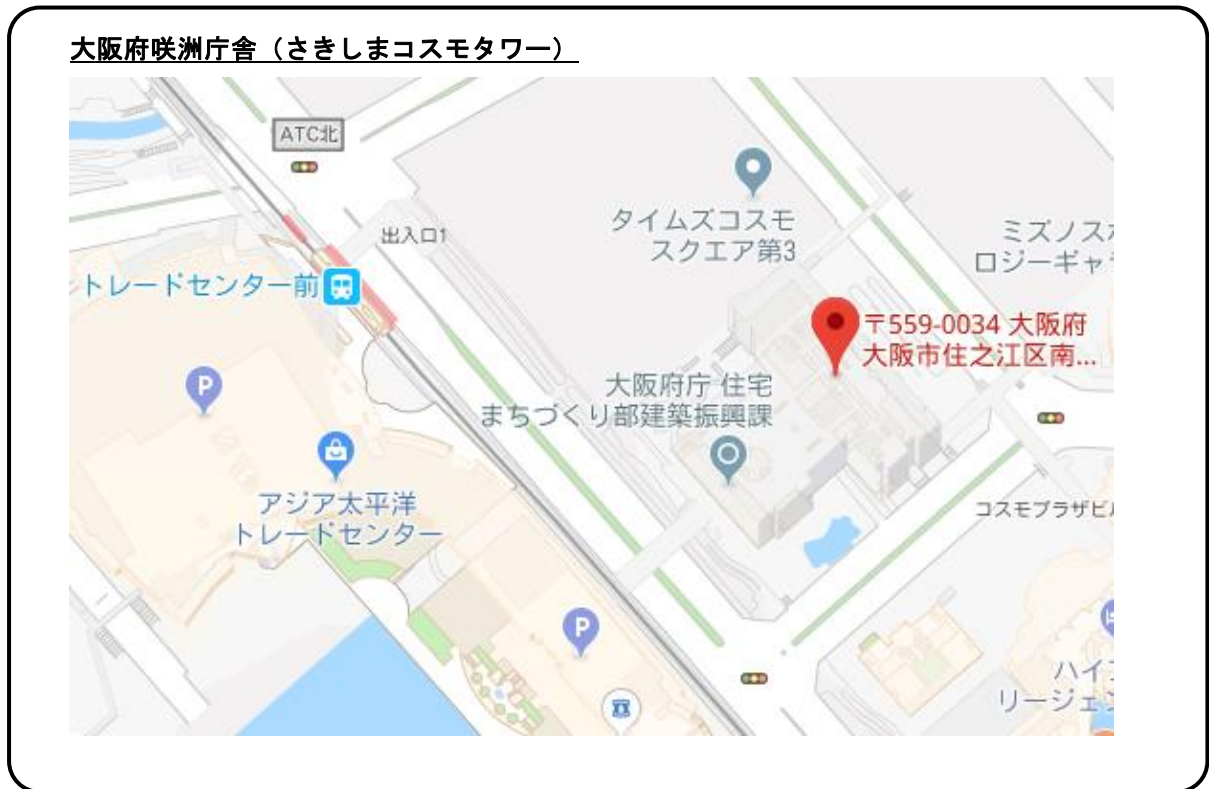 大阪府咲洲庁舎（さきしまコスモタワー）
ATC北
出入口1
トレードセンター前
タイムズコスモ
スクエア第3
ミズノスポ
ロジーギャラ
〒559-0034 大阪府
大阪市住之江区南...
大阪府庁 住宅
まちづくり部建築振興課
P
アジア太平洋
トレードセンター
コスモプラザビル
P
ハイア
リージェン